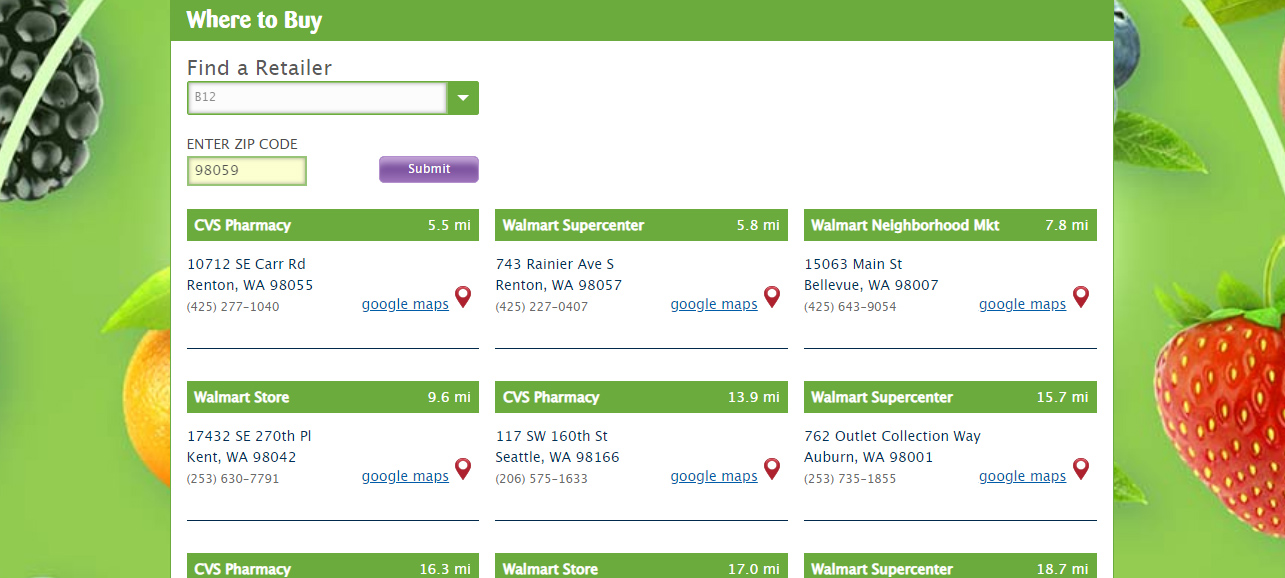 Where to Buy
Find a Retailer
B12
ENTER ZIP CODE
98059
Submit
CVS Pharmacy 5.5 mi
10712 SE Carr Rd
Renton, WA 98055
(425) 277-1040
google maps
Walmart Supercenter 5.8 mi
743 Rainier Ave S
Renton, WA 98057
(425) 227-0407
google maps
Walmart Neighborhood Mkt 7.8 mi
15063 Main St
Bellevue, WA 98007
(425) 643-9054
google maps
Walmart Store 9.6 mi
17432 SE 270th Pl
Kent, WA 98042
(253) 630-7791
google maps
CVS Pharmacy 13.9 mi
117 SW 160th St
Seattle, WA 98166
(206) 575-1633
google maps
Walmart Supercenter 15.7 mi
762 Outlet Collection Way
Auburn, WA 98001
(253) 735-1855
google maps
CVS Pharmacy 16.3 mi
Walmart Store 17.0 mi
Walmart Supercenter 18.7 mi